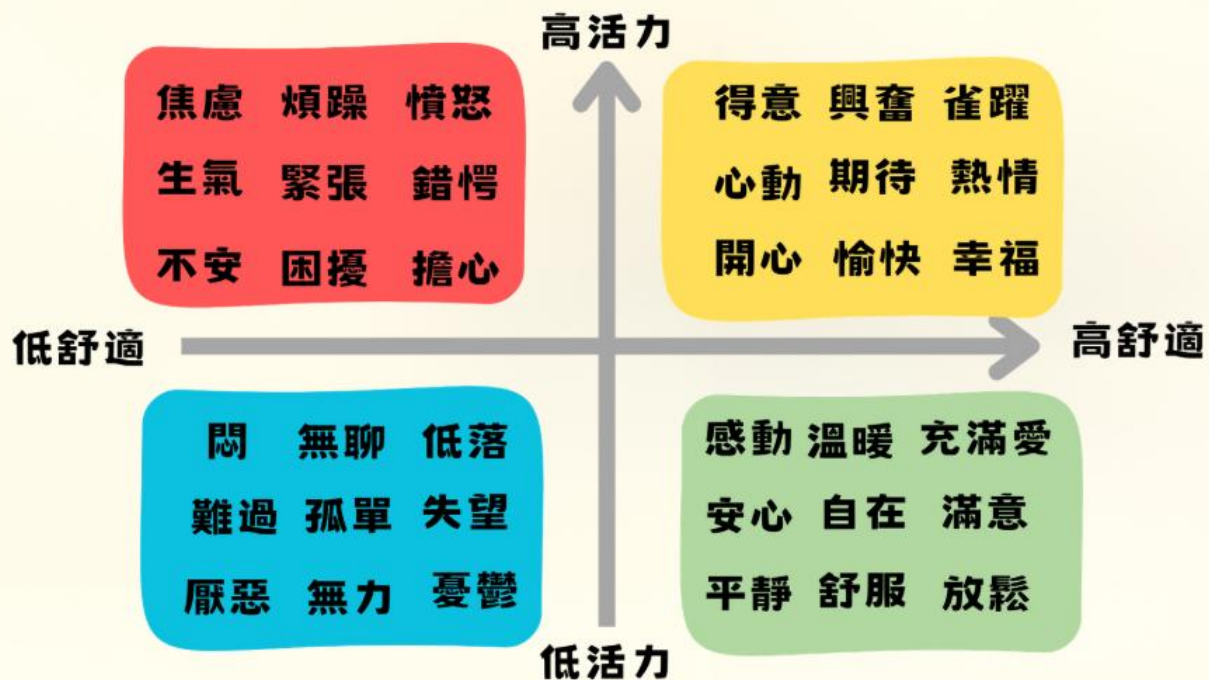 高活力
焦慮 煩躁 憤怒
生氣 緊張 錯愕
不安 困擾 擔心
得意 興奮 雀躍
心動 期待 熱情
開心 愉快 幸福
低舒適
高舒適
悶 無聊 低落
難過 孤單 失望
厭惡 無力 憂鬱
感動 溫暖 充滿愛
安心 自在 滿意
平靜 舒服 放鬆
低活力